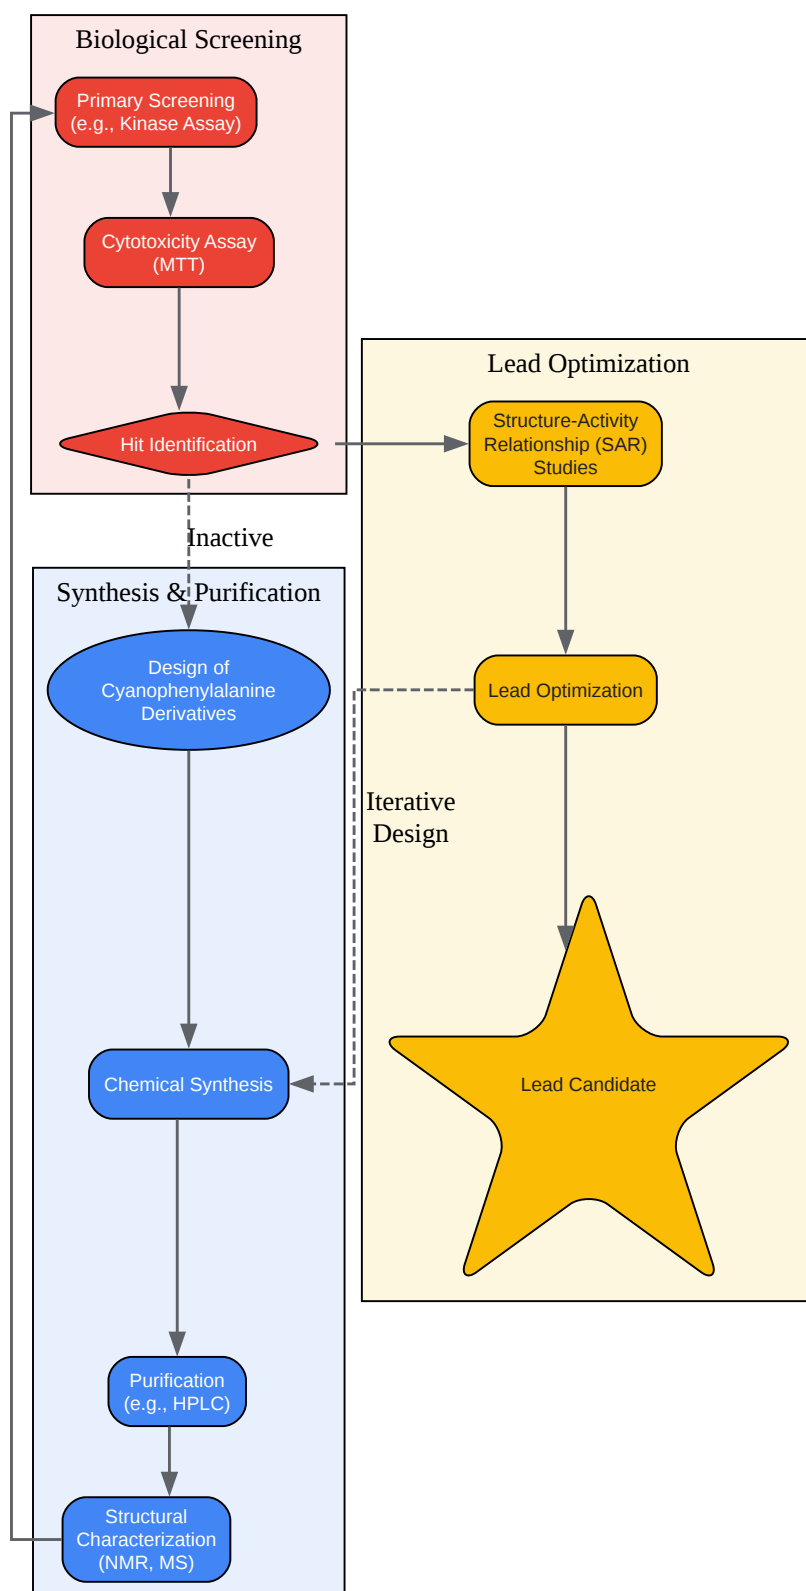 Biological Screening
Primary Screening
(e.g., Kinase Assay)
Cytotoxicity Assay
(MTT)
Hit Identification
Lead Optimization
Structure-Activity
Relationship (SAR)
Studies
Inactive
Synthesis & Purification
Design of
Cyanophenylalanine
Derivatives
Lead Optimization
Iterative
Design
Chemical Synthesis
Lead Candidate
Purification
(e.g., HPLC)
Structural
Characterization
(NMR, MS)